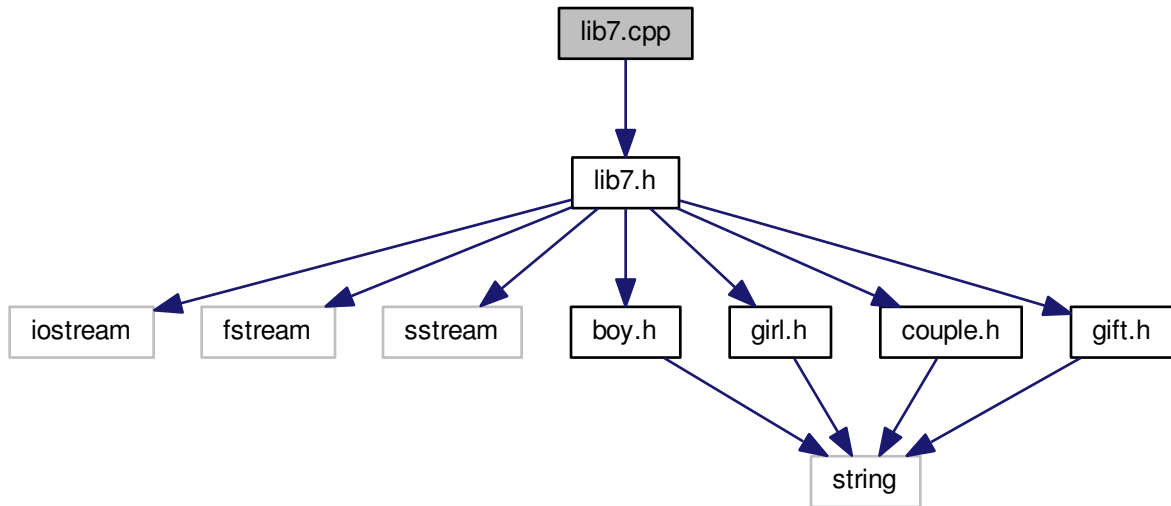 lib7.cpp
lib7.h
iostream
fstream
sstream
boy.h
girl.h
couple.h
gift.h
string